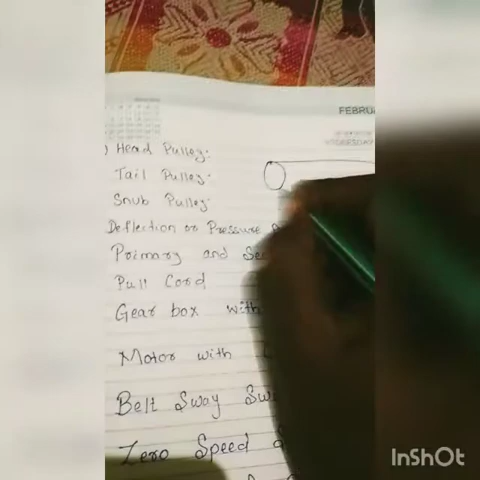 FEBRU
) Head Pulley:
Tail Pulley:
Snub Pulley:
Deflection or Pressure
Primary and Se
Pull Cord
Gear box with
Motor with
Belt Sway Sw
Zero Speed S
InShOt